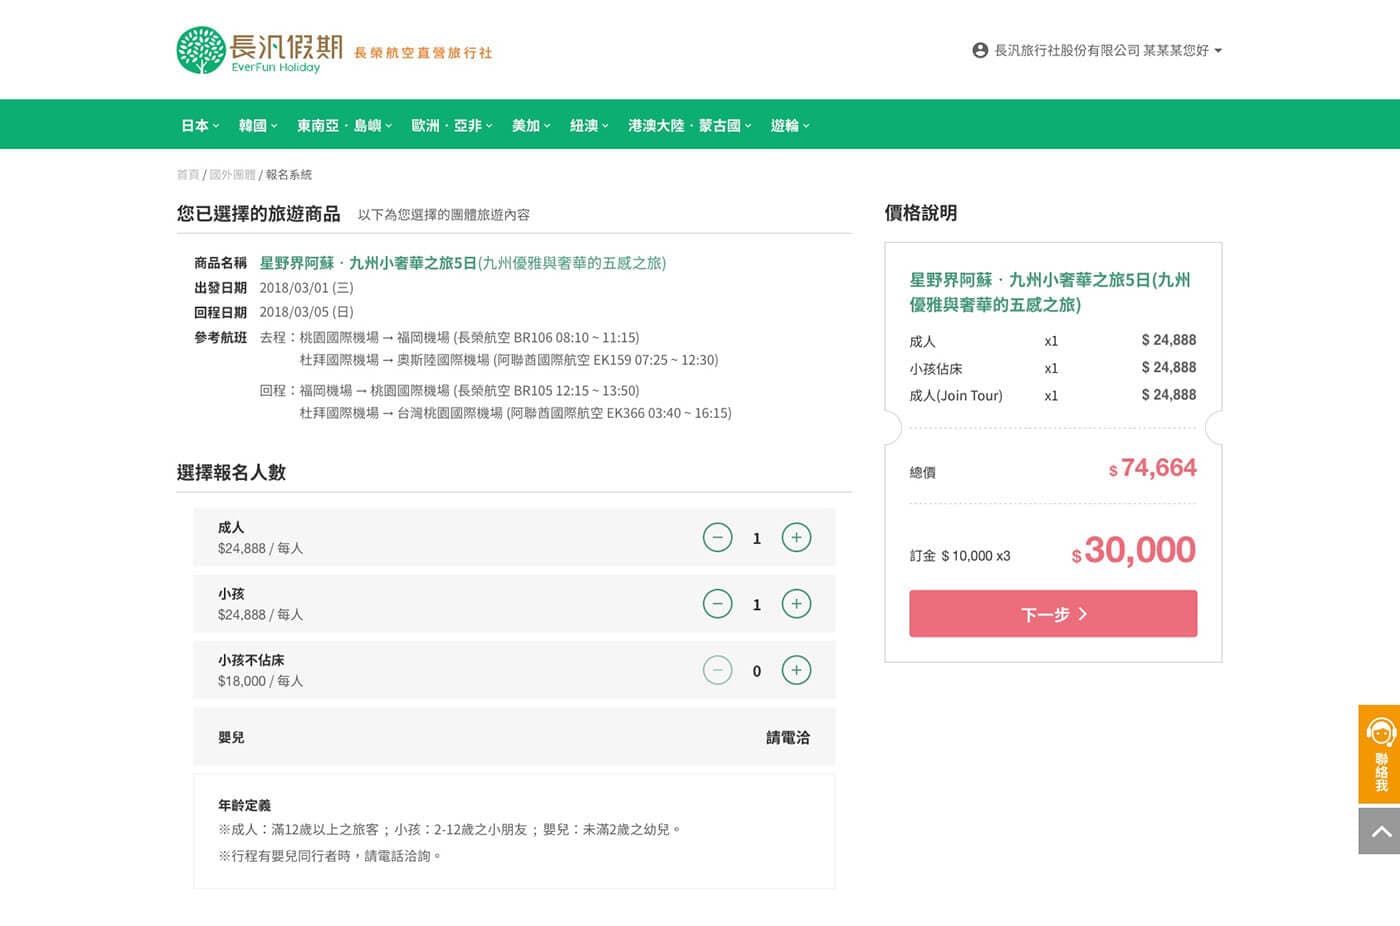 長汎假期
EverFun Holiday
長榮航空直營旅行社
長汎旅行社股份有限公司 某某某您好
日本 韓國 東南亞‧島嶼 歐洲‧亞非 美加 紐澳 港澳大陸‧蒙古國 遊輪
首頁 / 國外團體 / 報名系統
您已選擇的旅遊商品 以下為您選擇的團體旅遊內容
商品名稱 星野界阿蘇‧九州小奢華之旅5日(九州優雅與奢華的五感之旅)
出發日期 2018/03/01 (三)
回程日期 2018/03/05 (日)
參考航班 去程：桃園國際機場 → 福岡機場 (長榮航空 BR106 08:10 ~ 11:15)
杜拜國際機場 → 奧斯陸國際機場 (阿聯酋國際航空 EK159 07:25 ~ 12:30)
回程：福岡機場 → 桃園國際機場 (長榮航空 BR105 12:15 ~ 13:50)
杜拜國際機場 → 台灣桃園國際機場 (阿聯酋國際航空 EK366 03:40 ~ 16:15)
選擇報名人數
成人
$24,888 / 每人
1
小孩
$24,888 / 每人
1
小孩不佔床
$18,000 / 每人
0
嬰兒 請電洽
年齡定義
※成人：滿12歲以上之旅客；小孩：2-12歲之小朋友；嬰兒：未滿2歲之幼兒。
※行程有嬰兒同行者時，請電話洽詢。
價格說明
星野界阿蘇‧九州小奢華之旅5日(九州
優雅與奢華的五感之旅)
成人 x1 $ 24,888
小孩佔床 x1 $ 24,888
成人(Join Tour) x1 $ 24,888
總價 $ 74,664
訂金 $ 10,000 x3 $ 30,000
下一步
聯絡我